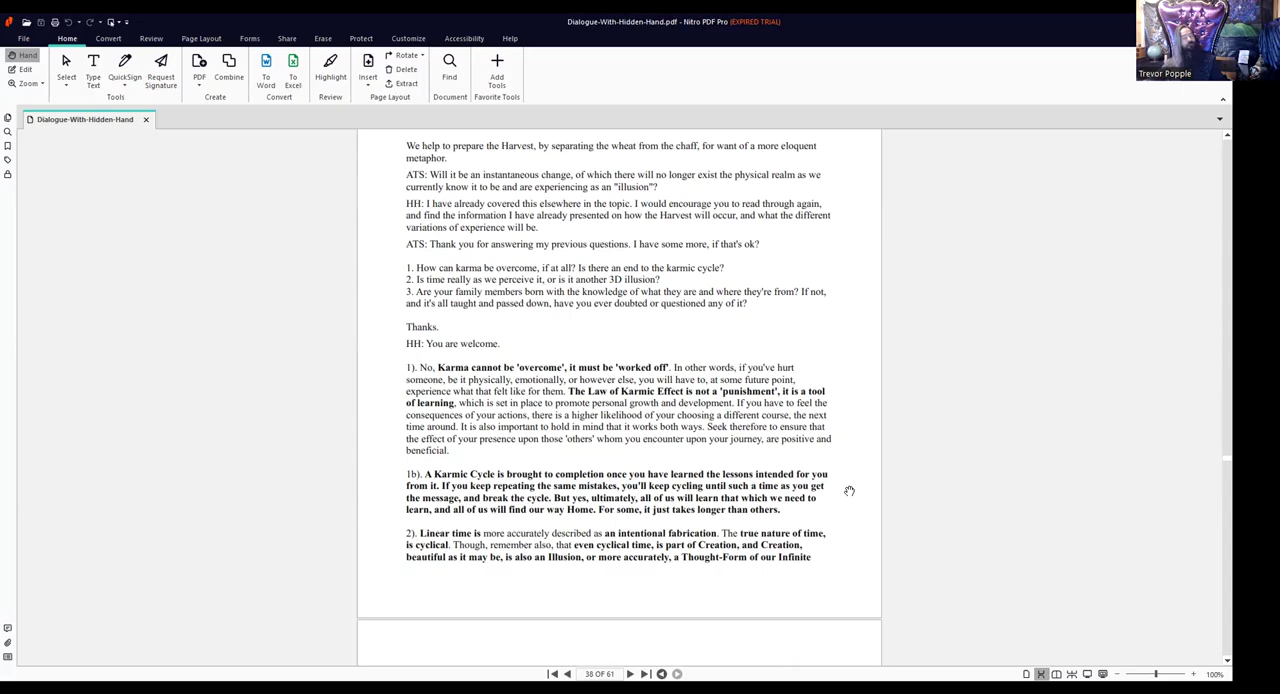 Dialogue-With-Hidden-Hand.pdf - Nitro PDF Pro (EXPIRED TRIAL)
File Home Convert Review Page Layout Forms Share Erase Protect Customize Accessibility Help
Hand
Edit
Zoom
Select
Type Text
QuickSign
Request Signature
Tools
PDF
Combine
Create
To Word
To Excel
Convert
Highlight
Review
Insert
Rotate
Delete
Extract
Page Layout
Find
Document
Add Tools
Favorite Tools
Trevor Popple
Dialogue-With-Hidden-Hand
We help to prepare the Harvest, by separating the wheat from the chaff, for want of a more eloquent
metaphor.
ATS: Will it be an instantaneous change, of which there will no longer exist the physical realm as we
currently know it to be and are experiencing as an "illusion"?
HH: I have already covered this elsewhere in the topic. I would encourage you to read through again,
and find the information I have already presented on how the Harvest will occur, and what the different
variations of experience will be.
ATS: Thank you for answering my previous questions. I have some more, if that's ok?
1. How can karma be overcome, if at all? Is there an end to the karmic cycle?
2. Is time really as we perceive it, or is it another 3D illusion?
3. Are your family members born with the knowledge of what they are and where they're from? If not,
and it's all taught and passed down, have you ever doubted or questioned any of it?
Thanks.
HH: You are welcome.
1). No, Karma cannot be 'overcome', it must be 'worked off'. In other words, if you've hurt
someone, be it physically, emotionally, or however else, you will have to, at some future point,
experience what that felt like for them. The Law of Karmic Effect is not a 'punishment', it is a tool
of learning, which is set in place to promote personal growth and development. If you have to feel the
consequences of your actions, there is a higher likelihood of your choosing a different course, the next
time around. It is also important to hold in mind that it works both ways. Seek therefore to ensure that
the effect of your presence upon those 'others' whom you encounter upon your journey, are positive and
beneficial.
1b). A Karmic Cycle is brought to completion once you have learned the lessons intended for you
from it. If you keep repeating the same mistakes, you'll keep cycling until such a time as you get
the message, and break the cycle. But yes, ultimately, all of us will learn that which we need to
learn, and all of us will find our way Home. For some, it just takes longer than others.
2). Linear time is more accurately described as an intentional fabrication. The true nature of time,
is cyclical. Though, remember also, that even cyclical time, is part of Creation, and Creation,
beautiful as it may be, is also an Illusion, or more accurately, a Thought-Form of our Infinite
38 OF 61
100%